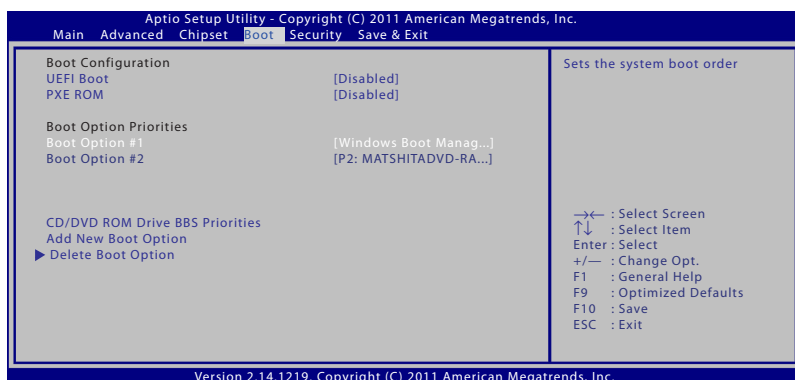 Aptio Setup Utility - Copyright (C) 2011 American Megatrends, Inc.
Main Advanced Chipset Boot Security Save & Exit
Boot Configuration
UEFI Boot [Disabled]
PXE ROM [Disabled]
Boot Option Priorities
Boot Option #1 [Windows Boot Manag...]
Boot Option #2 [P2: MATSHITADVD-RA...]
CD/DVD ROM Drive BBS Priorities
Add New Boot Option
▶ Delete Boot Option
Sets the system boot order
→← : Select Screen
↑↓ : Select Item
Enter : Select
+/— : Change Opt.
F1 : General Help
F9 : Optimized Defaults
F10 : Save
ESC : Exit
Version 2.14.1219. Copyright (C) 2011 American Megatrends, Inc.